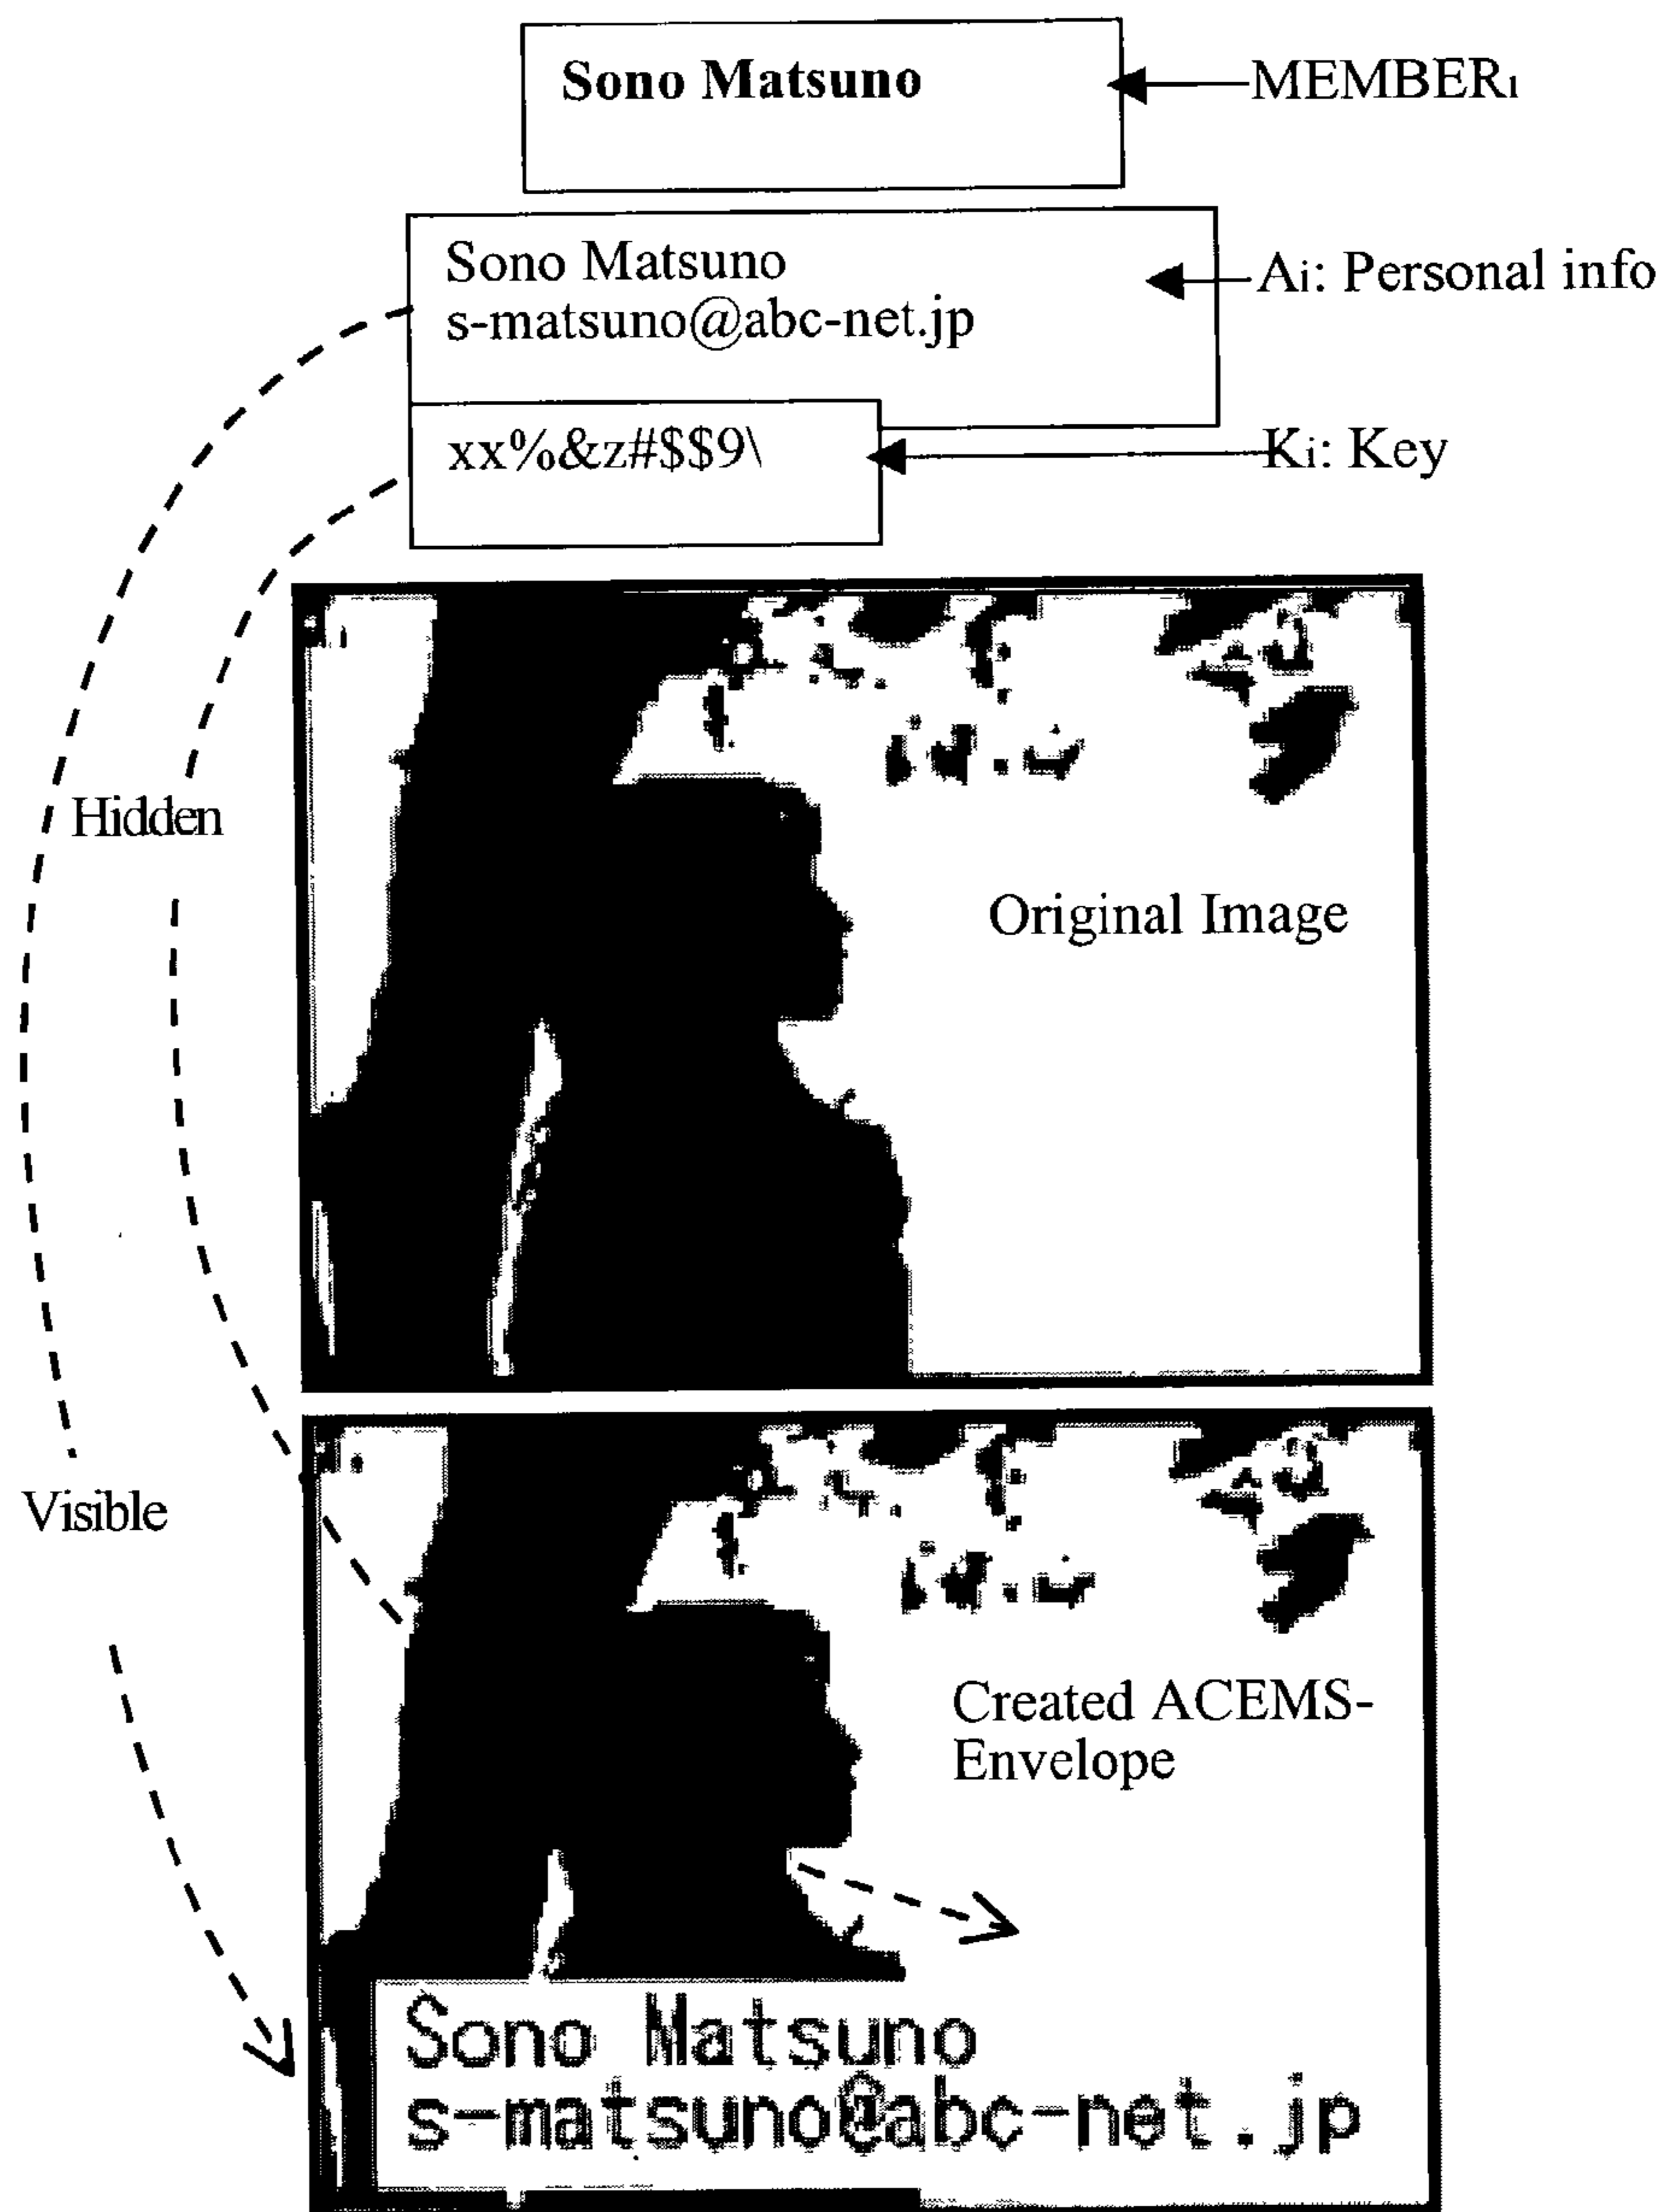 Sono Matsuno
MEMBERı
Sono Matsuno
s-matsuno@abc-net.jp
Ai: Personal info
xx%&z#$$9\
Ki: Key
Hidden
Original Image
Visible
Created ACEMS-
Envelope
Sono Matsuno
s-matsuno@abc-net.jp